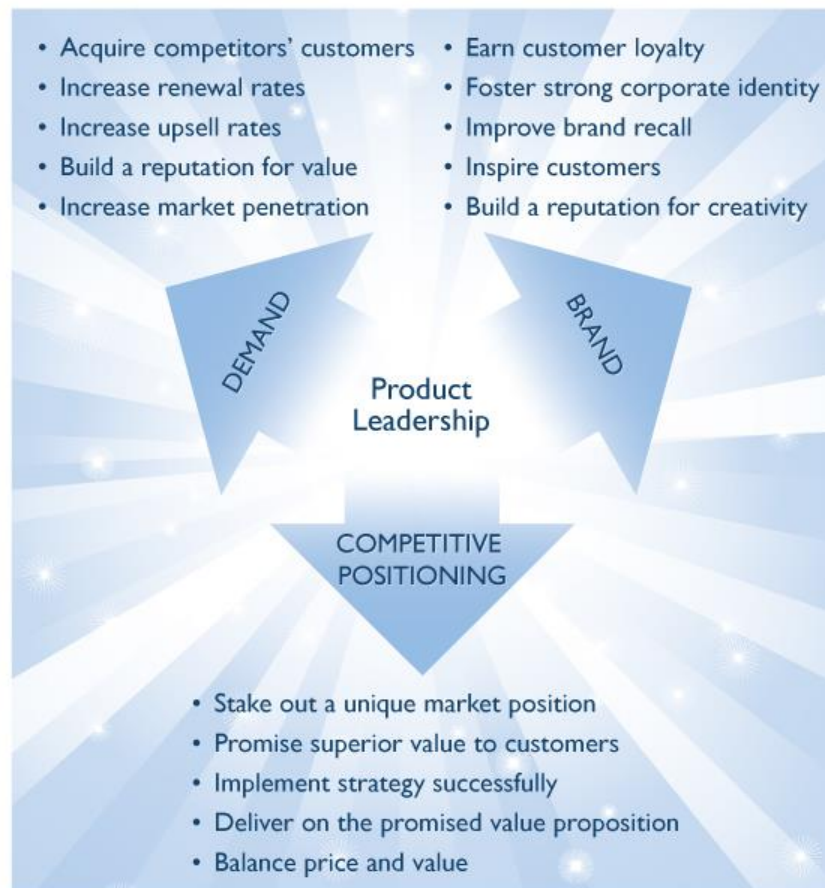 • Acquire competitors’ customers
• Increase renewal rates
• Increase upsell rates
• Build a reputation for value
• Increase market penetration
• Earn customer loyalty
• Foster strong corporate identity
• Improve brand recall
• Inspire customers
• Build a reputation for creativity
DEMAND
BRAND
Product
Leadership
COMPETITIVE
POSITIONING
• Stake out a unique market position
• Promise superior value to customers
• Implement strategy successfully
• Deliver on the promised value proposition
• Balance price and value